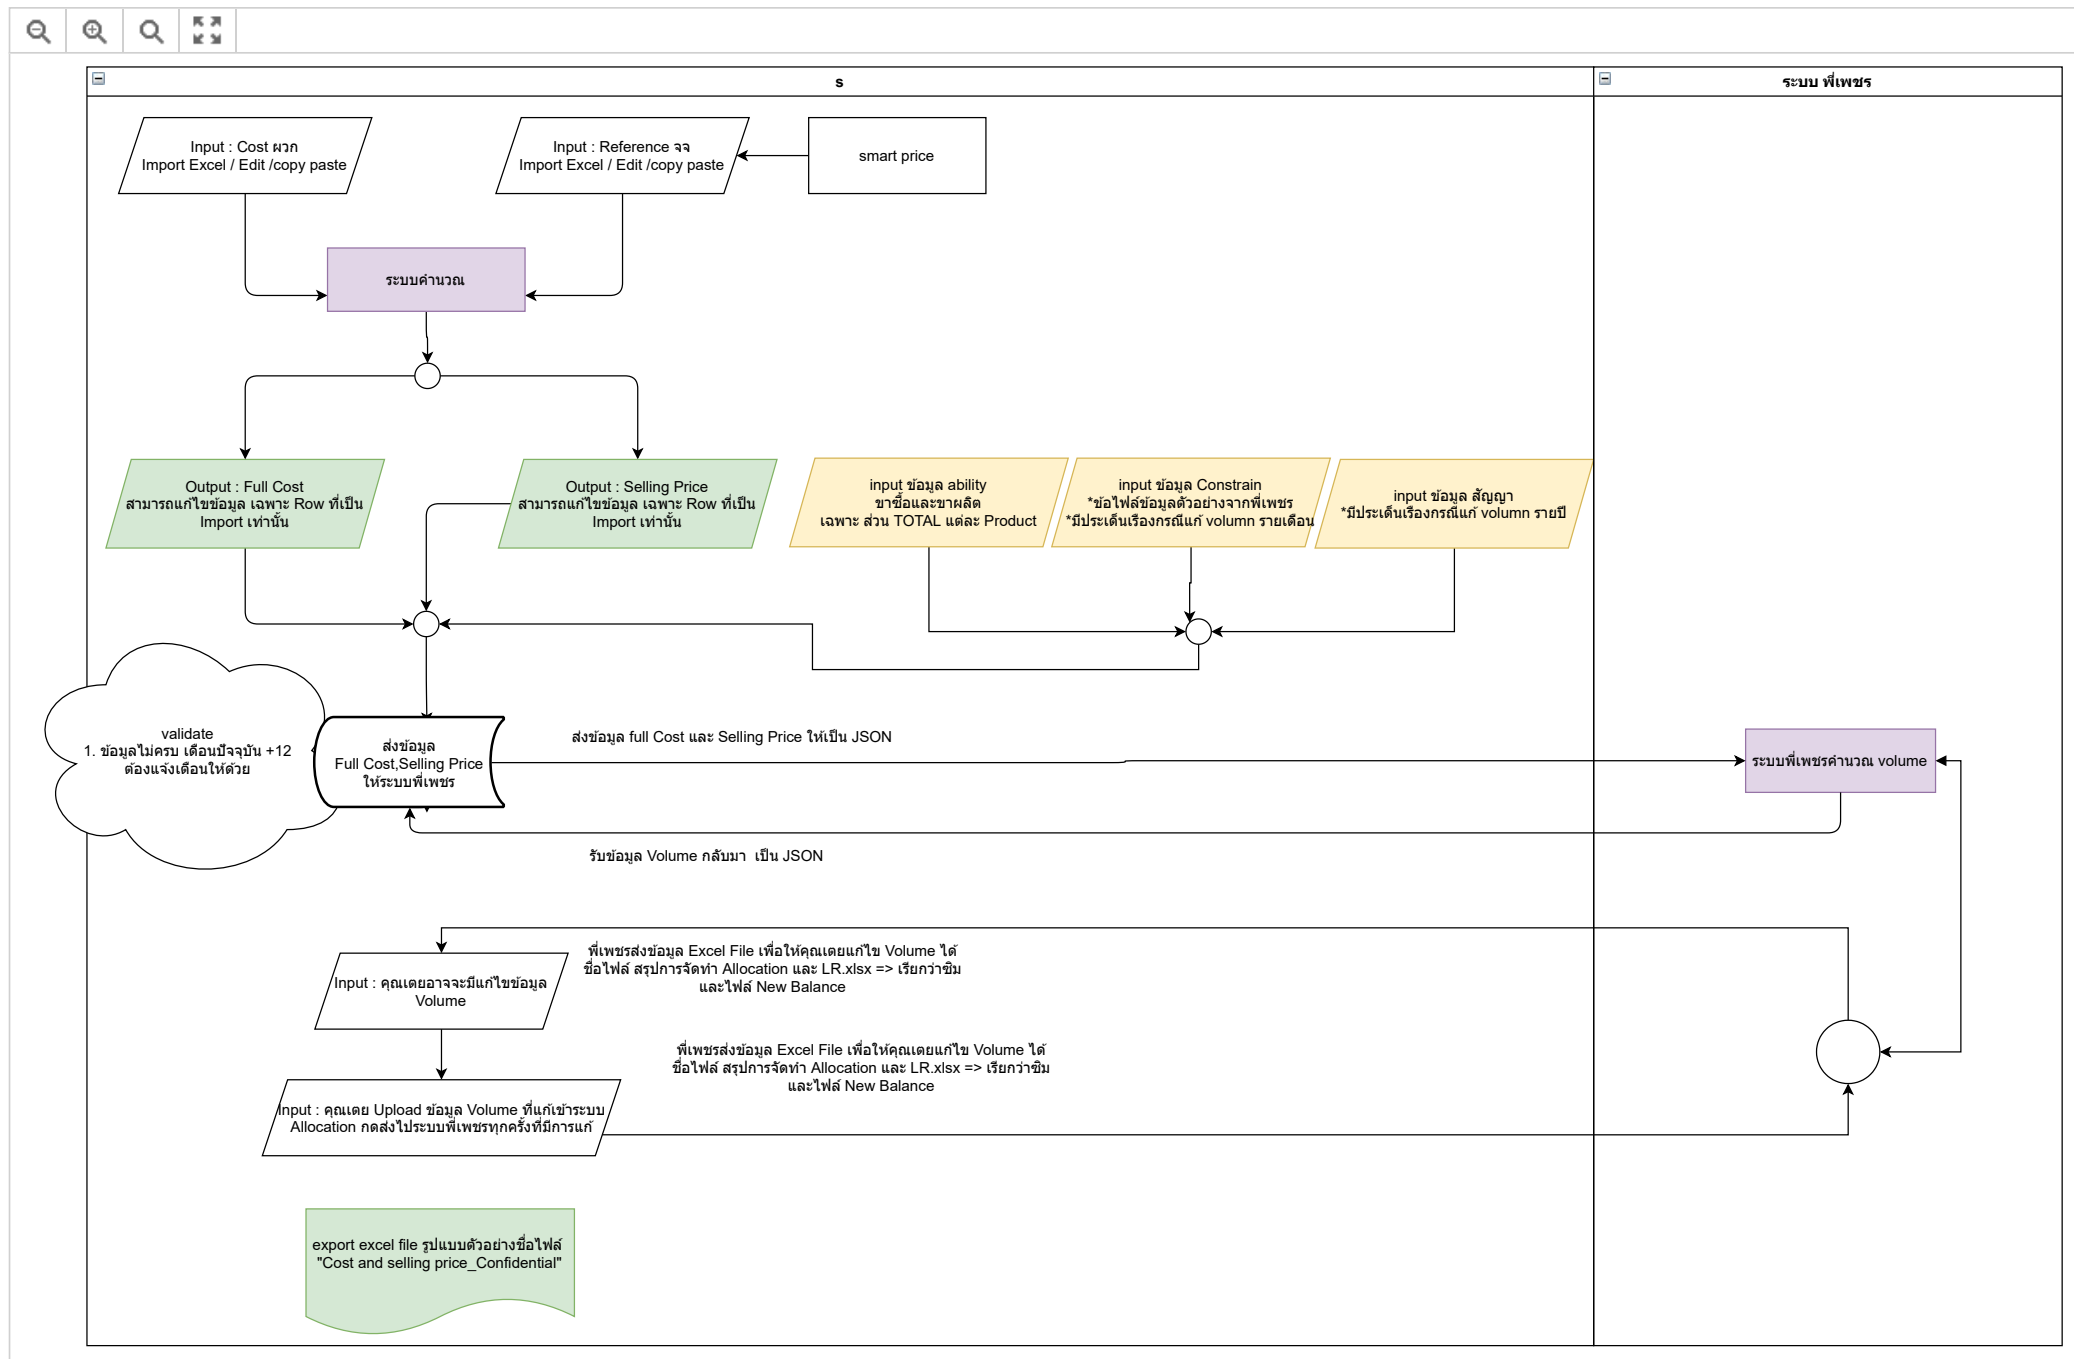 s
ระบบ พี่เพชร
Input : Cost ผวก
Import Excel / Edit /copy paste
Input : Reference จจ
Import Excel / Edit /copy paste
smart price
ระบบคำนวณ
Output : Full Cost
สามารถแก้ไขข้อมูล เฉพาะ Row ที่เป็น
Import เท่านั้น
Output : Selling Price
สามารถแก้ไขข้อมูล เฉพาะ Row ที่เป็น
Import เท่านั้น
input ข้อมูล ability
ขาซื้อและขาผลิต
เฉพาะ ส่วน TOTAL แต่ละ Product
input ข้อมูล Constrain
*ข้อไฟล์ข้อมูลตัวอย่างจากพี่เพชร
*มีประเด็นเรื่องกรณีแก้ volumn รายเดือน
input ข้อมูล สัญญา
*มีประเด็นเรื่องกรณีแก้ volumn รายปี
validate
1. ข้อมูลไม่ครบ เดือนปัจจุบัน +12
ต้องแจ้งเตือนให้ด้วย
ส่งข้อมูล
Full Cost,Selling Price
ให้ระบบพี่เพชร
ส่งข้อมูล full Cost และ Selling Price ให้เป็น JSON
ระบบพี่เพชรคำนวณ volume
รับข้อมูล Volume กลับมา เป็น JSON
Input : คุณเตยอาจจะมีแก้ไขข้อมูล
Volume
พี่เพชรส่งข้อมูล Excel File เพื่อให้คุณเตยแก้ไข Volume ได้
ชื่อไฟล์ สรุปการจัดทำ Allocation และ LR.xlsx => เรียกว่าซิม
และไฟล์ New Balance
พี่เพชรส่งข้อมูล Excel File เพื่อให้คุณเตยแก้ไข Volume ได้
ชื่อไฟล์ สรุปการจัดทำ Allocation และ LR.xlsx => เรียกว่าซิม
และไฟล์ New Balance
Input : คุณเตย Upload ข้อมูล Volume ที่แก้เข้าระบบ
Allocation กดส่งไประบบพี่เพชรทุกครั้งที่มีการแก้
export excel file รูปแบบตัวอย่างชื่อไฟล์
"Cost and selling price_Confidential"